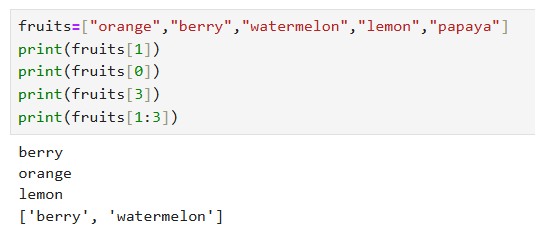 fruits=["orange","berry","watermelon","lemon","papaya"]
print(fruits[1])
print(fruits[0])
print(fruits[3])
print(fruits[1:3])
berry
orange
lemon
['berry', 'watermelon']